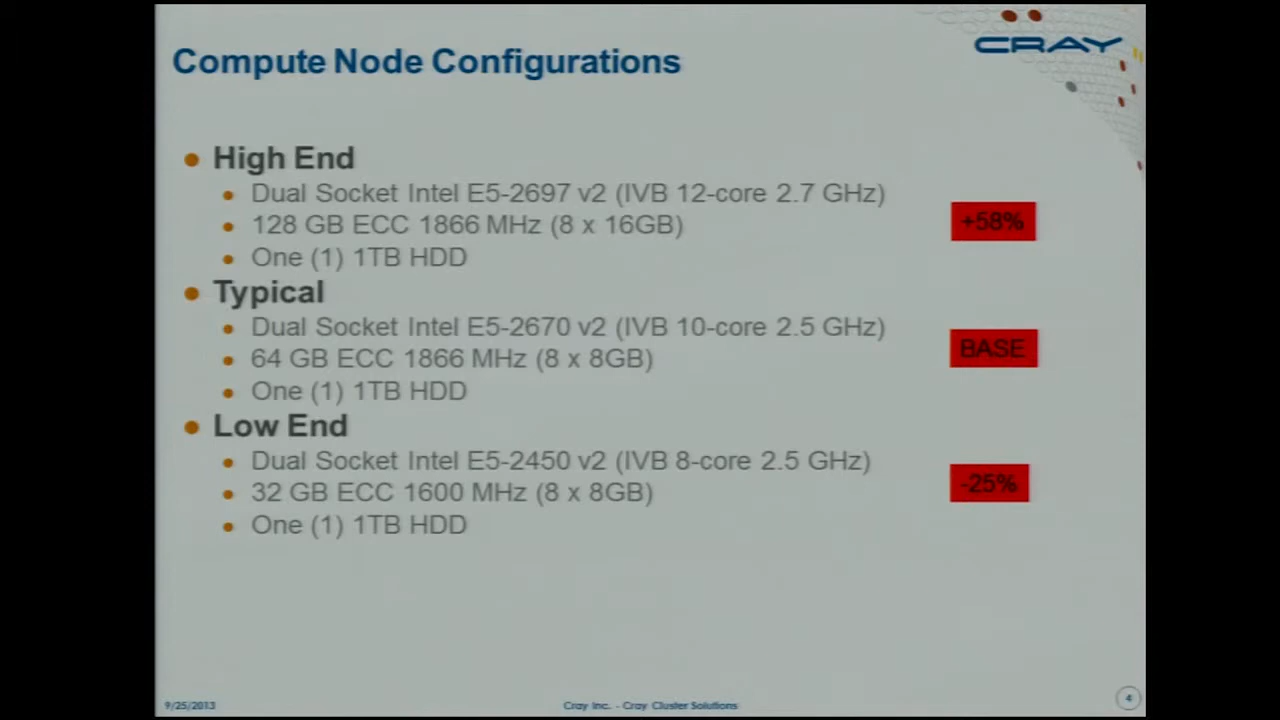 CRAY
Compute Node Configurations
High End
Dual Socket Intel E5-2697 v2 (IVB 12-core 2.7 GHz)
128 GB ECC 1866 MHz (8 x 16GB)
One (1) 1TB HDD
+58%
Typical
Dual Socket Intel E5-2670 v2 (IVB 10-core 2.5 GHz)
64 GB ECC 1866 MHz (8 x 8GB)
One (1) 1TB HDD
BASE
Low End
Dual Socket Intel E5-2450 v2 (IVB 8-core 2.5 GHz)
32 GB ECC 1600 MHz (8 x 8GB)
One (1) 1TB HDD
-25%
9/25/2013
Cray Inc. - Cray Cluster Solutions
4